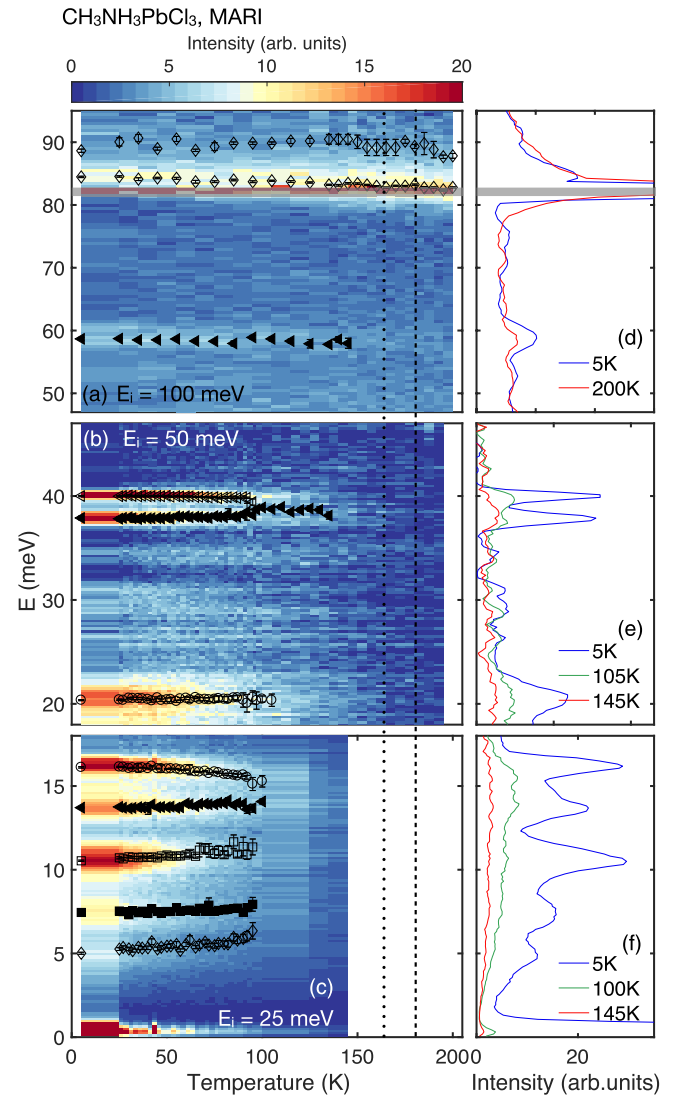 CH₃NH₃PbCl₃, MARI
Intensity (arb. units)
0 5 10 15 20
90
80
70
60
50
(a) Eᵢ = 100 meV
(d)
5K
200K
(b) Eᵢ = 50 meV
40
30
20
E (meV)
(e)
5K
105K
145K
15
10
5
0
(c)
Eᵢ = 25 meV
(f)
5K
100K
145K
0 50 100 150 200
0 20
Temperature (K)
Intensity (arb.units)